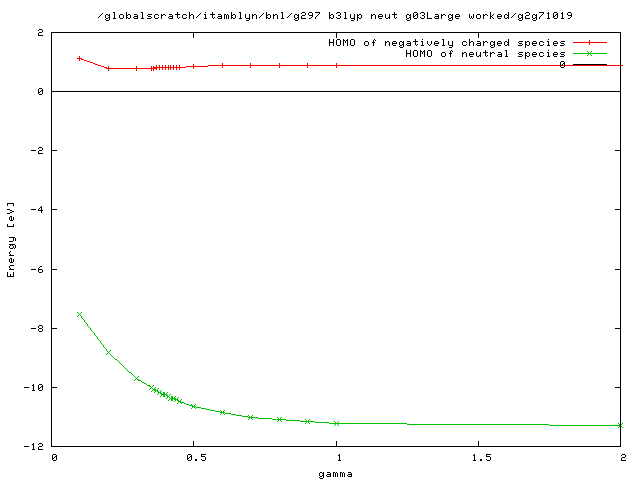 /globalscratch/itamblyn/bnl/g297 b3lyp neut g03Large worked/g2g71019
HOMO of negatively charged species
HOMO of neutral species
0
2
0
-2
-4
-6
-8
-10
-12
Energy [eV]
0 0.5 1 1.5 2
gamma